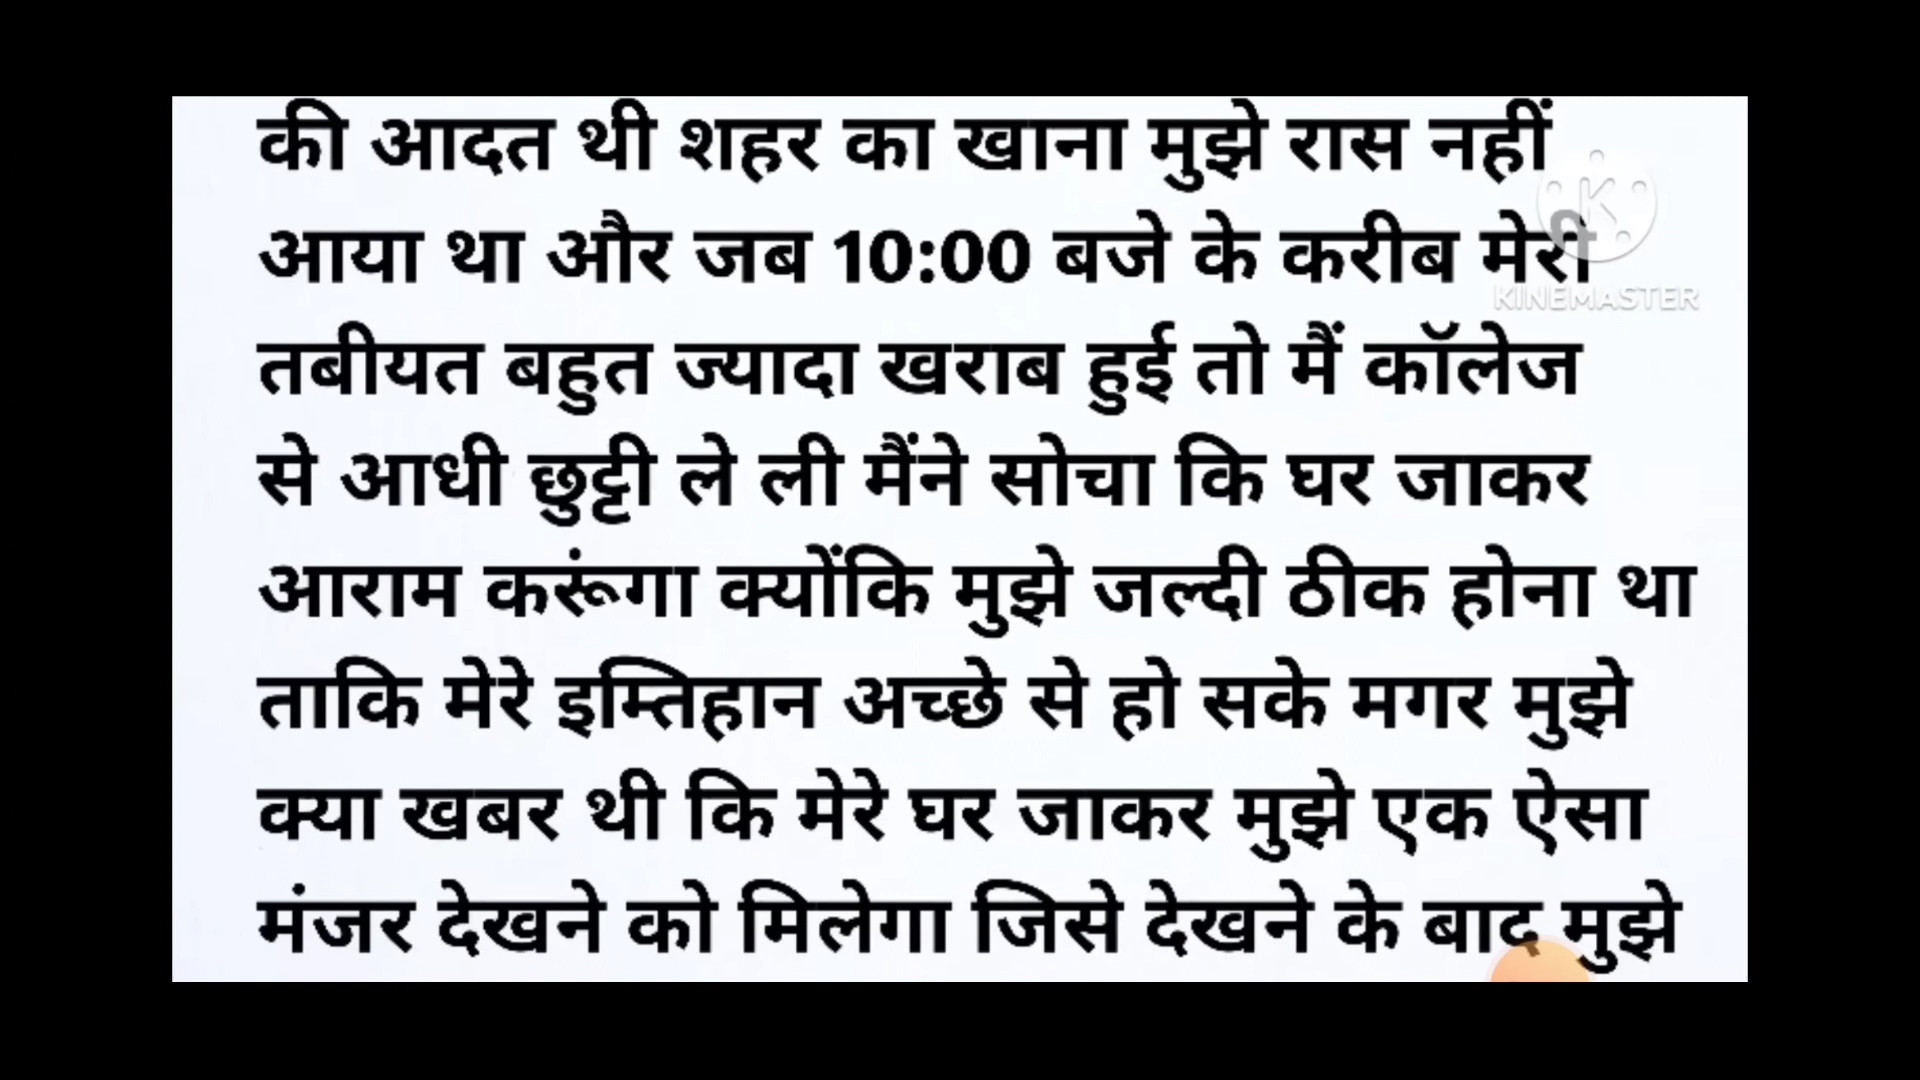 की आदत थी शहर का खाना मुझे रास नहीं
आया था और जब 10:00 बजे के करीब मेरी
KINEMASTER
तबीयत बहुत ज्यादा खराब हुई तो मैं कॉलेज
से आधी छुट्टी ले ली मैंने सोचा कि घर जाकर
आराम करूंगा क्योंकि मुझे जल्दी ठीक होना था
ताकि मेरे इम्तिहान अच्छे से हो सके मगर मुझे
क्या खबर थी कि मेरे घर जाकर मुझे एक ऐसा
मंजर देखने को मिलेगा जिसे देखने के बाद मुझे